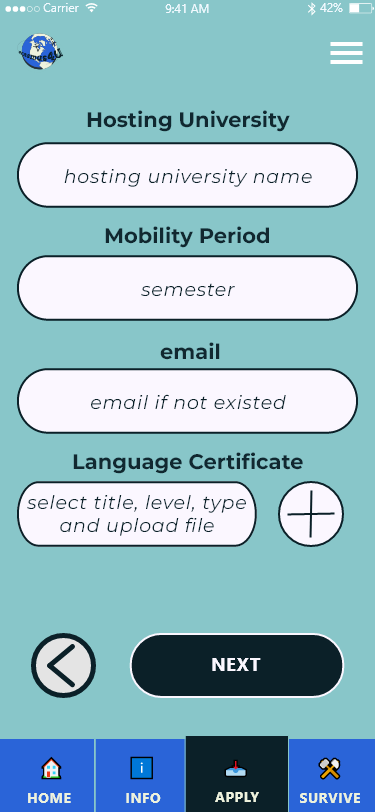 Carrier 9:41 AM 42%
Hosting University
hosting university name
Mobility Period
semester
email
email if not existed
Language Certificate
select title, level, type
and upload file
NEXT
HOME INFO APPLY SURVIVE